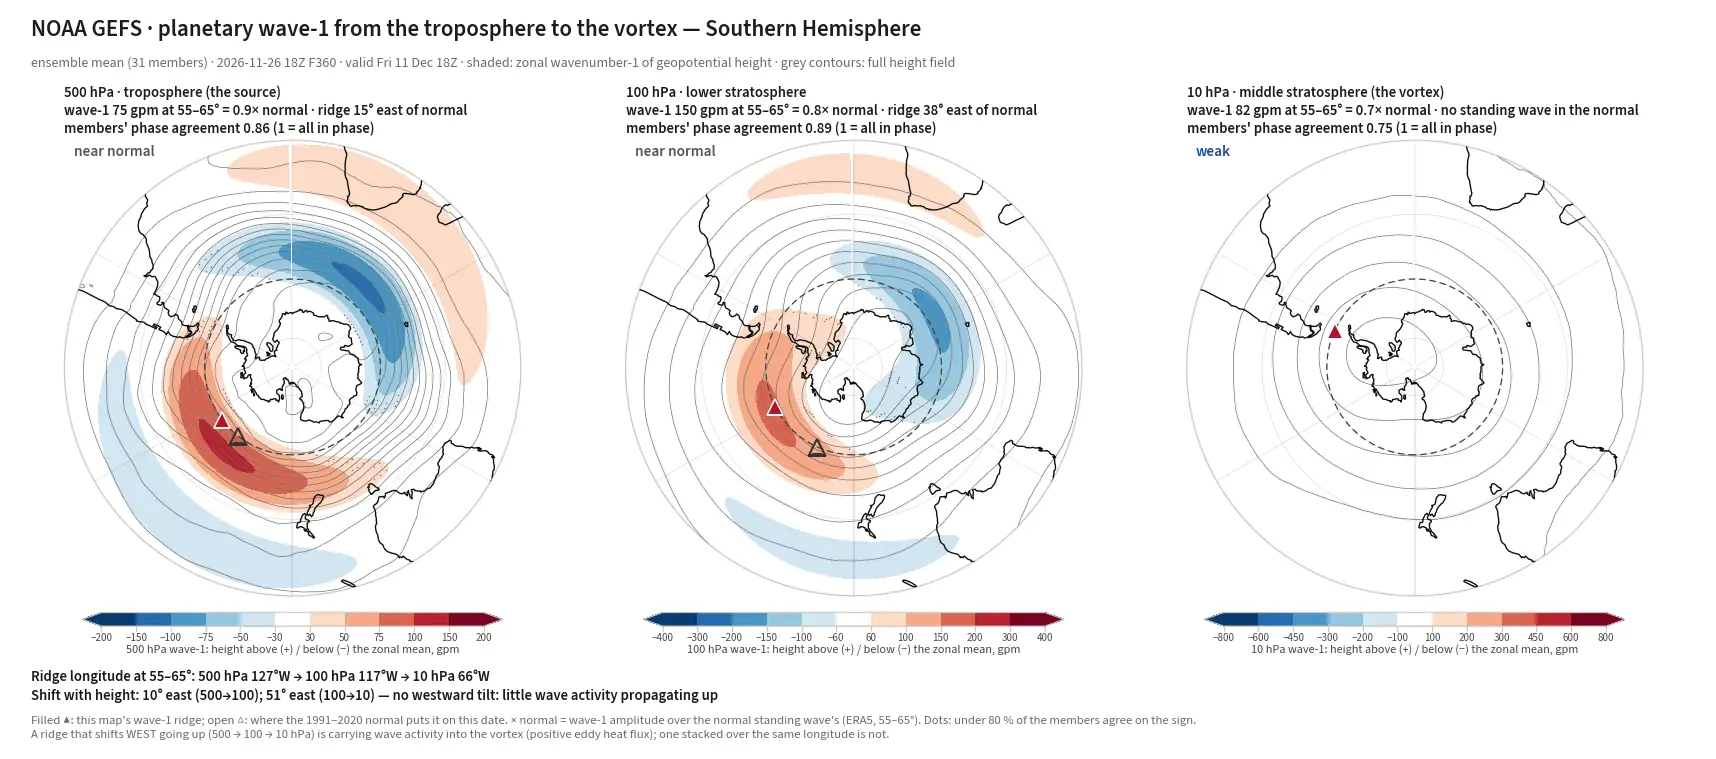 NOAA GEFS · planetary wave-1 from the troposphere to the vortex — Southern Hemisphere
ensemble mean (31 members) · 2026-11-26 18Z F360 · valid Fri 11 Dec 18Z · shaded: zonal wavenumber-1 of geopotential height · grey contours: full height field
500 hPa · troposphere (the source)
wave-1 75 gpm at 55–65° = 0.9× normal · ridge 15° east of normal
members' phase agreement 0.86 (1 = all in phase)
near normal
100 hPa · lower stratosphere
wave-1 150 gpm at 55–65° = 0.8× normal · ridge 38° east of normal
members' phase agreement 0.89 (1 = all in phase)
near normal
10 hPa · middle stratosphere (the vortex)
wave-1 82 gpm at 55–65° = 0.7× normal · no standing wave in the normal
members' phase agreement 0.75 (1 = all in phase)
weak
−200 −150 −100 −75 −50 −30 30 50 75 100 150 200
500 hPa wave-1: height above (+) / below (−) the zonal mean, gpm
−400 −300 −200 −150 −100 −60 60 100 150 200 300 400
100 hPa wave-1: height above (+) / below (−) the zonal mean, gpm
−800 −600 −450 −300 −200 −100 100 200 300 450 600 800
10 hPa wave-1: height above (+) / below (−) the zonal mean, gpm
Ridge longitude at 55–65°: 500 hPa 127°W → 100 hPa 117°W → 10 hPa 66°W
Shift with height: 10° east (500→100); 51° east (100→10) — no westward tilt: little wave activity propagating up
Filled ▲: this map's wave-1 ridge; open △: where the 1991–2020 normal puts it on this date. × normal = wave-1 amplitude over the normal standing wave's (ERA5, 55–65°). Dots: under 80 % of the members agree on the sign.
A ridge that shifts WEST going up (500 → 100 → 10 hPa) is carrying wave activity into the vortex (positive eddy heat flux); one stacked over the same longitude is not.